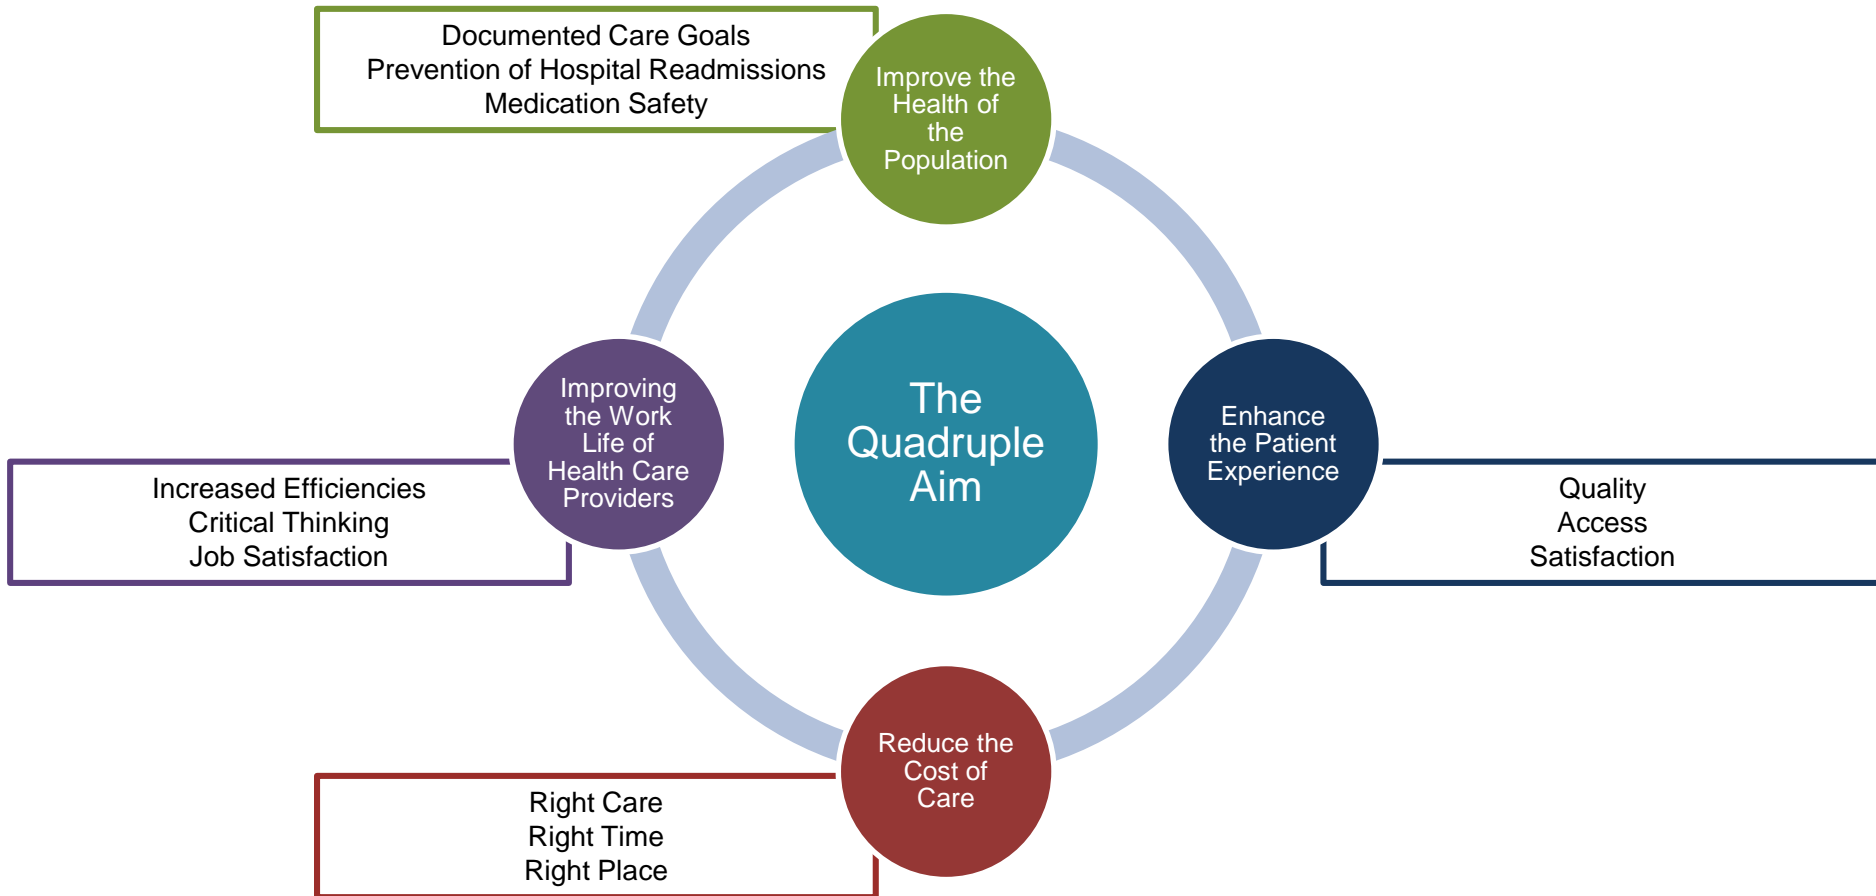 Documented Care Goals
Prevention of Hospital Readmissions
Medication Safety
Improve the
Health of
the
Population
Improving
the Work
Life of
Health Care
Providers
Increased Efficiencies
Critical Thinking
Job Satisfaction
The
Quadruple
Aim
Enhance
the Patient
Experience
Quality
Access
Satisfaction
Reduce the
Cost of
Care
Right Care
Right Time
Right Place